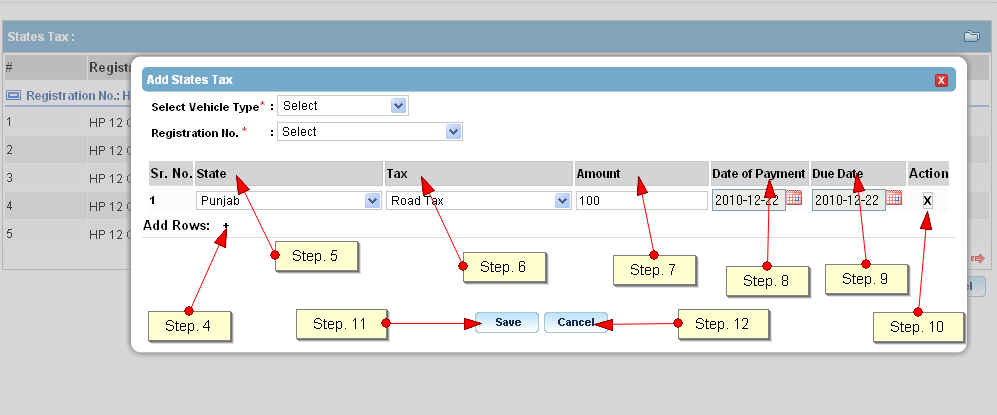 States Tax :
#
Registr
Registration No.: H
1 HP 12 C
2 HP 12 C
3 HP 12 C
4 HP 12 C
5 HP 12 C
Add States Tax
X
Select Vehicle Type* : Select
Registration No. * : Select
Sr. No. State Tax Amount Date of Payment Due Date Action
1 Punjab Road Tax 100 2010-12-22 2010-12-22 X
Add Rows: +
Step. 5
Step. 6
Step. 7
Step. 8
Step. 9
Step. 4
Step. 11
Save
Cancel
Step. 12
Step. 10